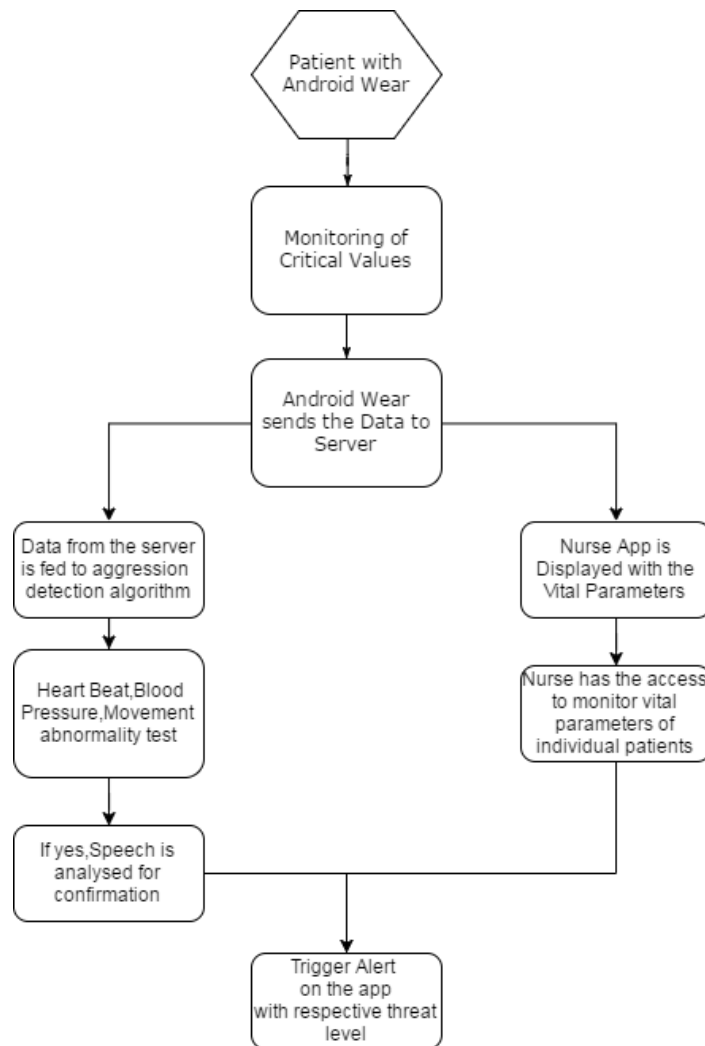 Patient with
Android Wear
Monitoring of
Critical Values
Android Wear
sends the Data to
Server
Data from the server
is fed to aggression
detection algorithm
Nurse App is
Displayed with the
Vital Parameters
Heart Beat,Blood
Pressure,Movement
abnormality test
Nurse has the access
to monitor vital
parameters of
individual patients
If yes,Speech is
analysed for
confirmation
Trigger Alert
on the app
with respective threat
level